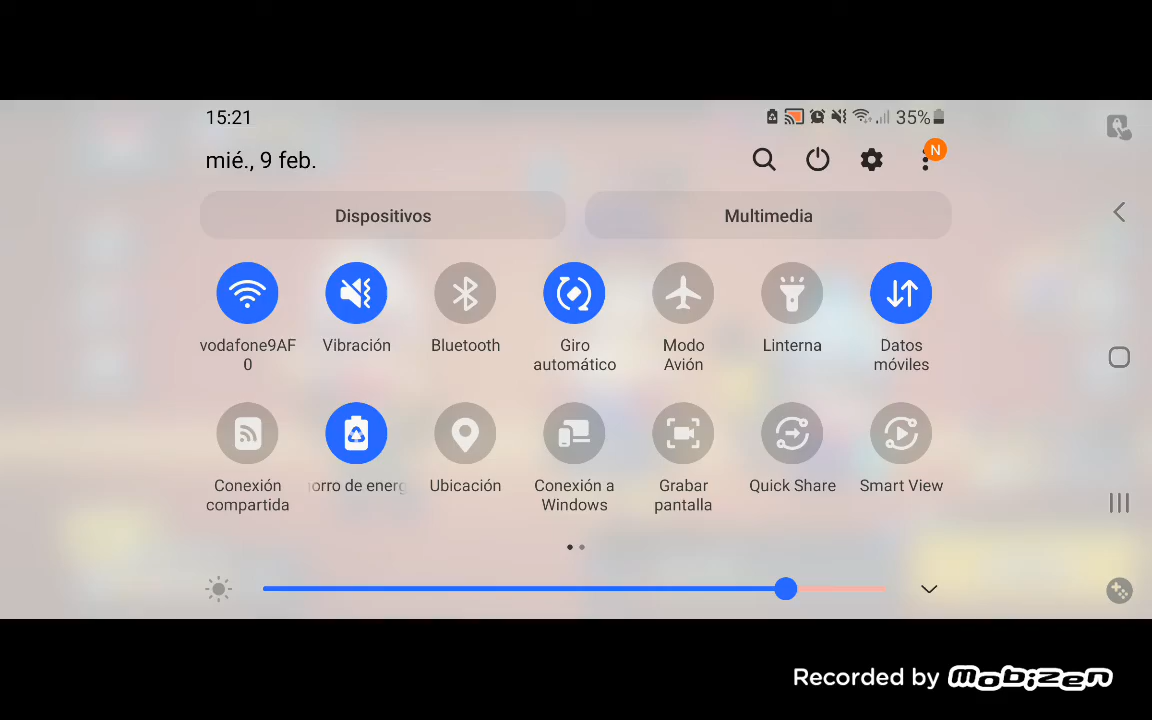 15:21
35%
mié., 9 feb.
N
Dispositivos
Multimedia
vodafone9AF
0
Vibración
Bluetooth
Giro
automático
Modo
Avión
Linterna
Datos
móviles
Conexión
compartida
orro de energ
Ubicación
Conexión a
Windows
Grabar
pantalla
Quick Share
Smart View
Recorded by Mobizen